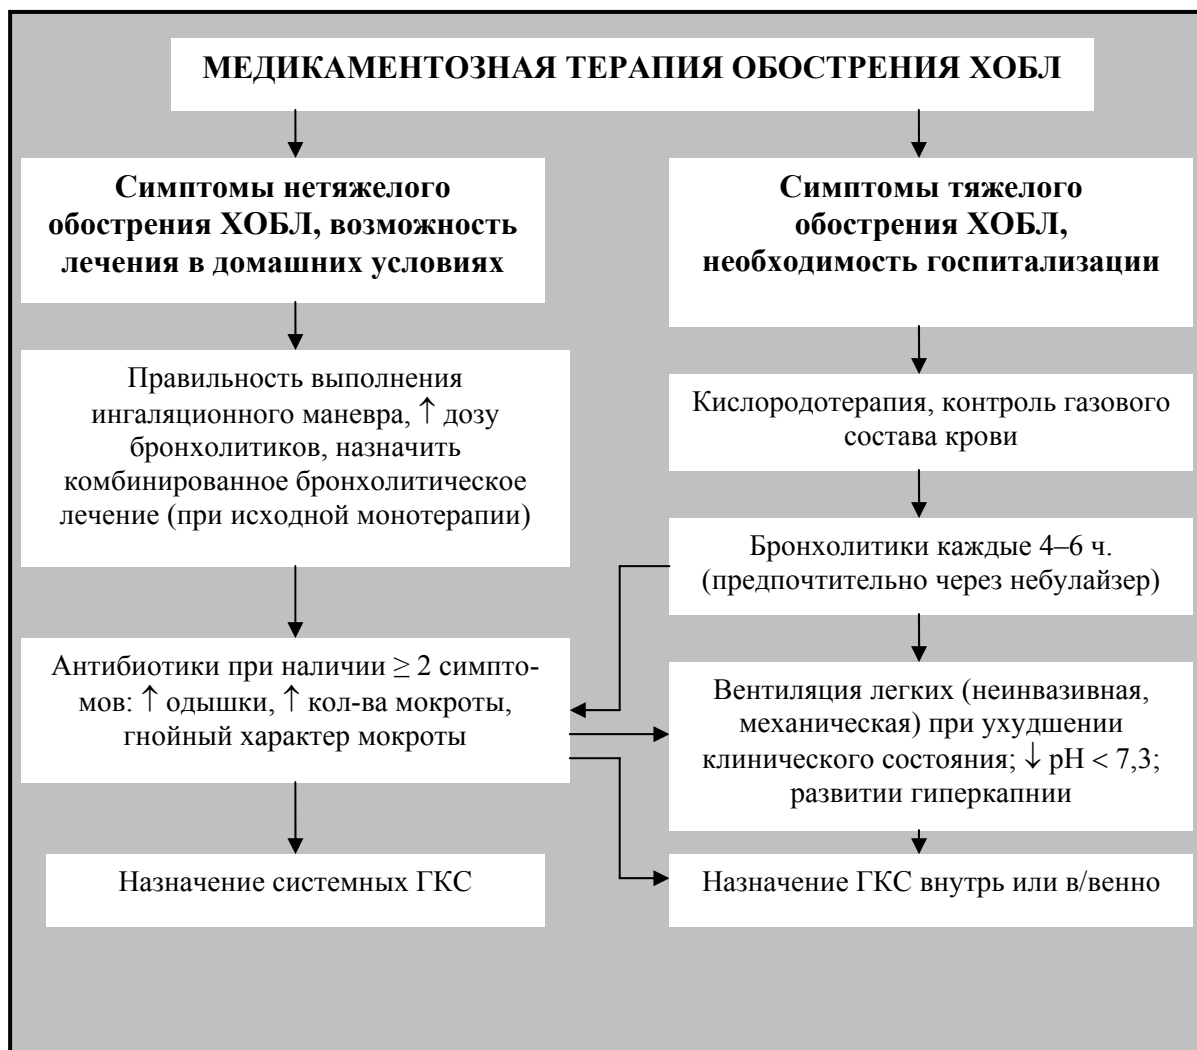 МЕДИКАМЕНТОЗНАЯ ТЕРАПИЯ ОБОСТРЕНИЯ ХОБЛ
Симптомы нетяжелого
обострения ХОБЛ, возможность
лечения в домашних условиях
Симптомы тяжелого
обострения ХОБЛ,
необходимость госпитализации
Правильность выполнения
ингаляционного маневра, ↑ дозу
бронхолитиков, назначить
комбинированное бронхолитическое
лечение (при исходной монотерапии)
Кислородотерапия, контроль газового
состава крови
Бронхолитики каждые 4–6 ч.
(предпочтительно через небулайзер)
Антибиотики при наличии ≥ 2 симпто-
мов: ↑ одышки, ↑ кол-ва мокроты,
гнойный характер мокроты
Вентиляция легких (неинвазивная,
механическая) при ухудшении
клинического состояния; ↓ pH < 7,3;
развитии гиперкапнии
Назначение системных ГКС
Назначение ГКС внутрь или в/венно